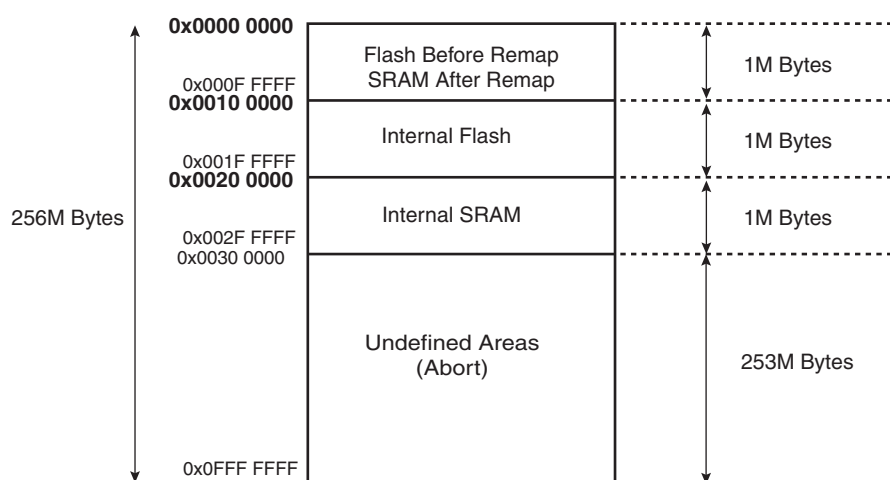 0x0000 0000
Flash Before Remap
SRAM After Remap
1M Bytes
0x000F FFFF
0x0010 0000
Internal Flash
1M Bytes
0x001F FFFF
0x0020 0000
256M Bytes
Internal SRAM
1M Bytes
0x002F FFFF
0x0030 0000
Undefined Areas
(Abort)
253M Bytes
0x0FFF FFFF